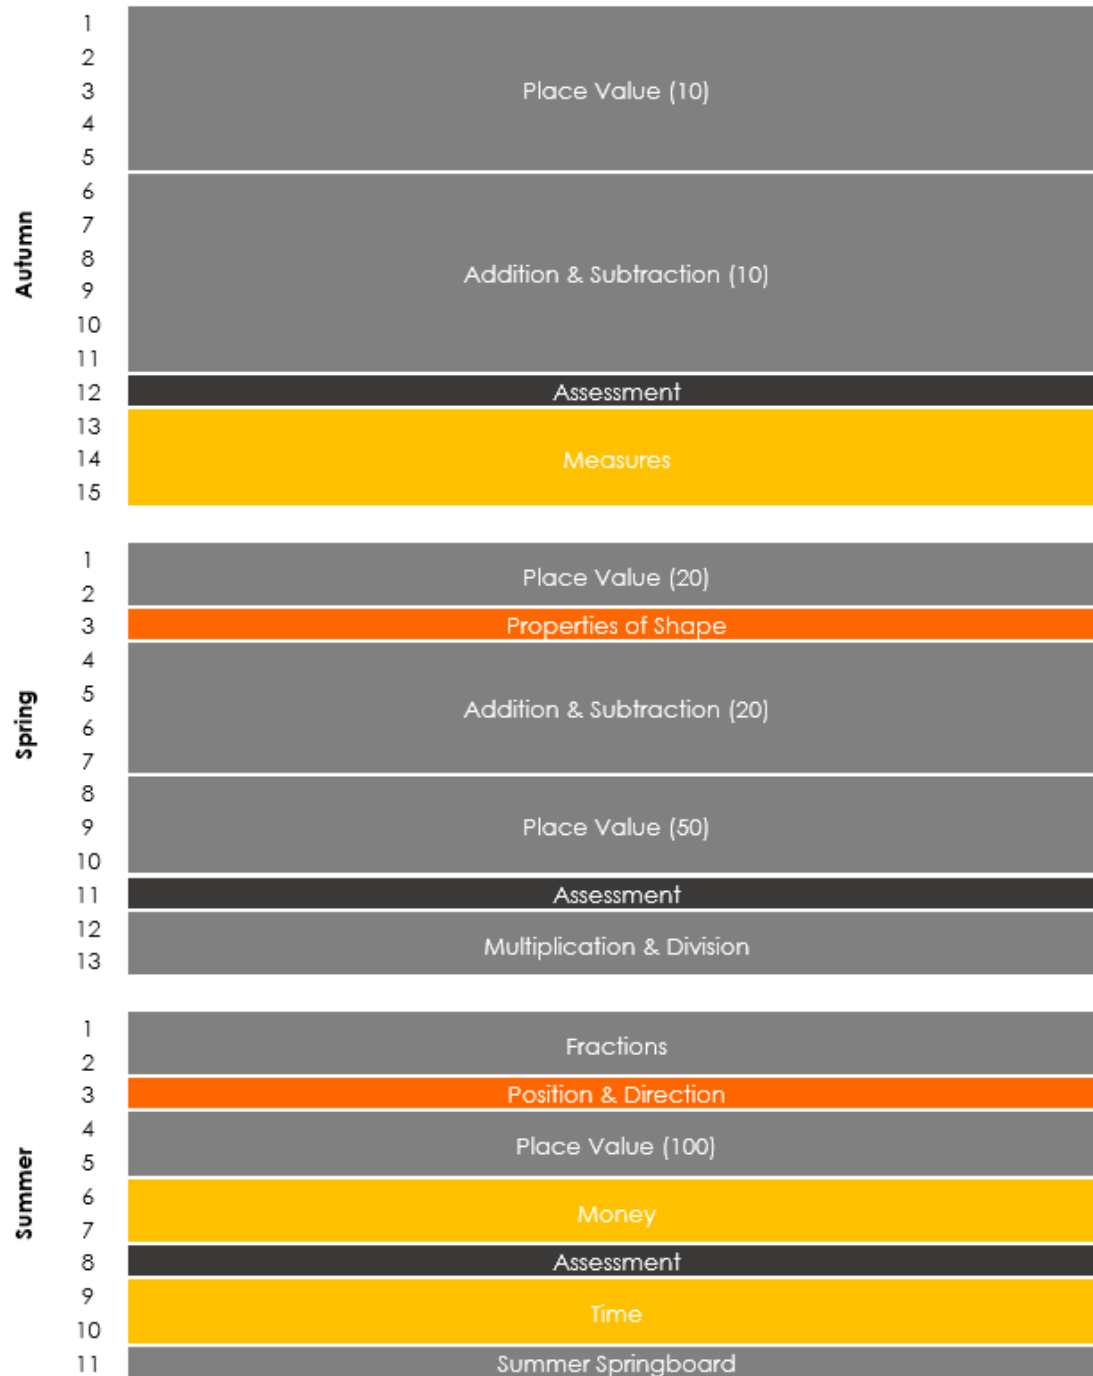 Autumn
1
2
3
4
5
Place Value (10)
6
7
8
9
10
11
Addition & Subtraction (10)
12
Assessment
13
14
15
Measures
Spring
1
2
Place Value (20)
3
Properties of Shape
4
5
6
7
Addition & Subtraction (20)
8
9
10
Place Value (50)
11
Assessment
12
13
Multiplication & Division
Summer
1
2
Fractions
3
Position & Direction
4
5
Place Value (100)
6
7
Money
8
Assessment
9
10
Time
11
Summer Springboard